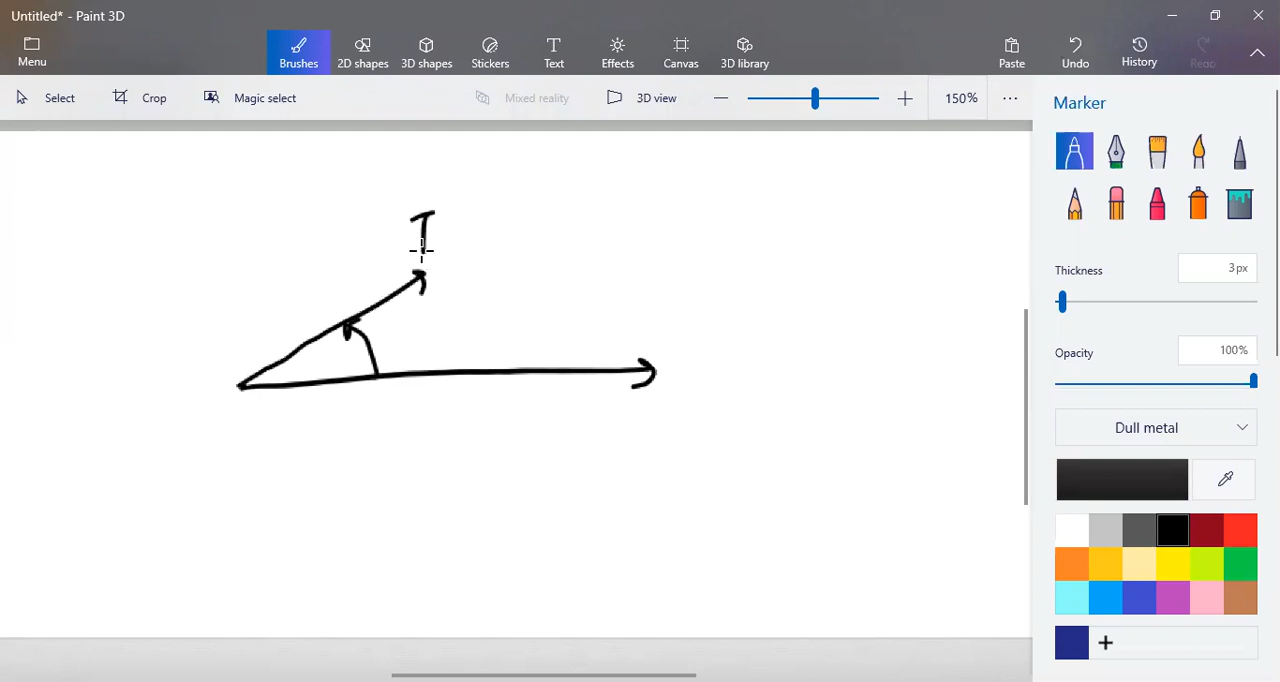 Untitled* - Paint 3D
Menu
Brushes
2D shapes
3D shapes
Stickers
Text
Effects
Canvas
3D library
Paste
Undo
History
Redo
Select
Crop
Magic select
Mixed reality
3D view
150%
Marker
Thickness
3px
Opacity
100%
Dull metal
I